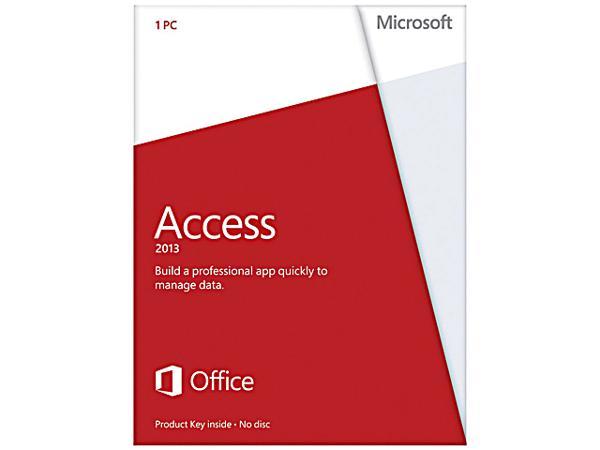 1 PC
Microsoft
Access
2013
Build a professional app quickly to
manage data.
Office
Product Key inside • No disc